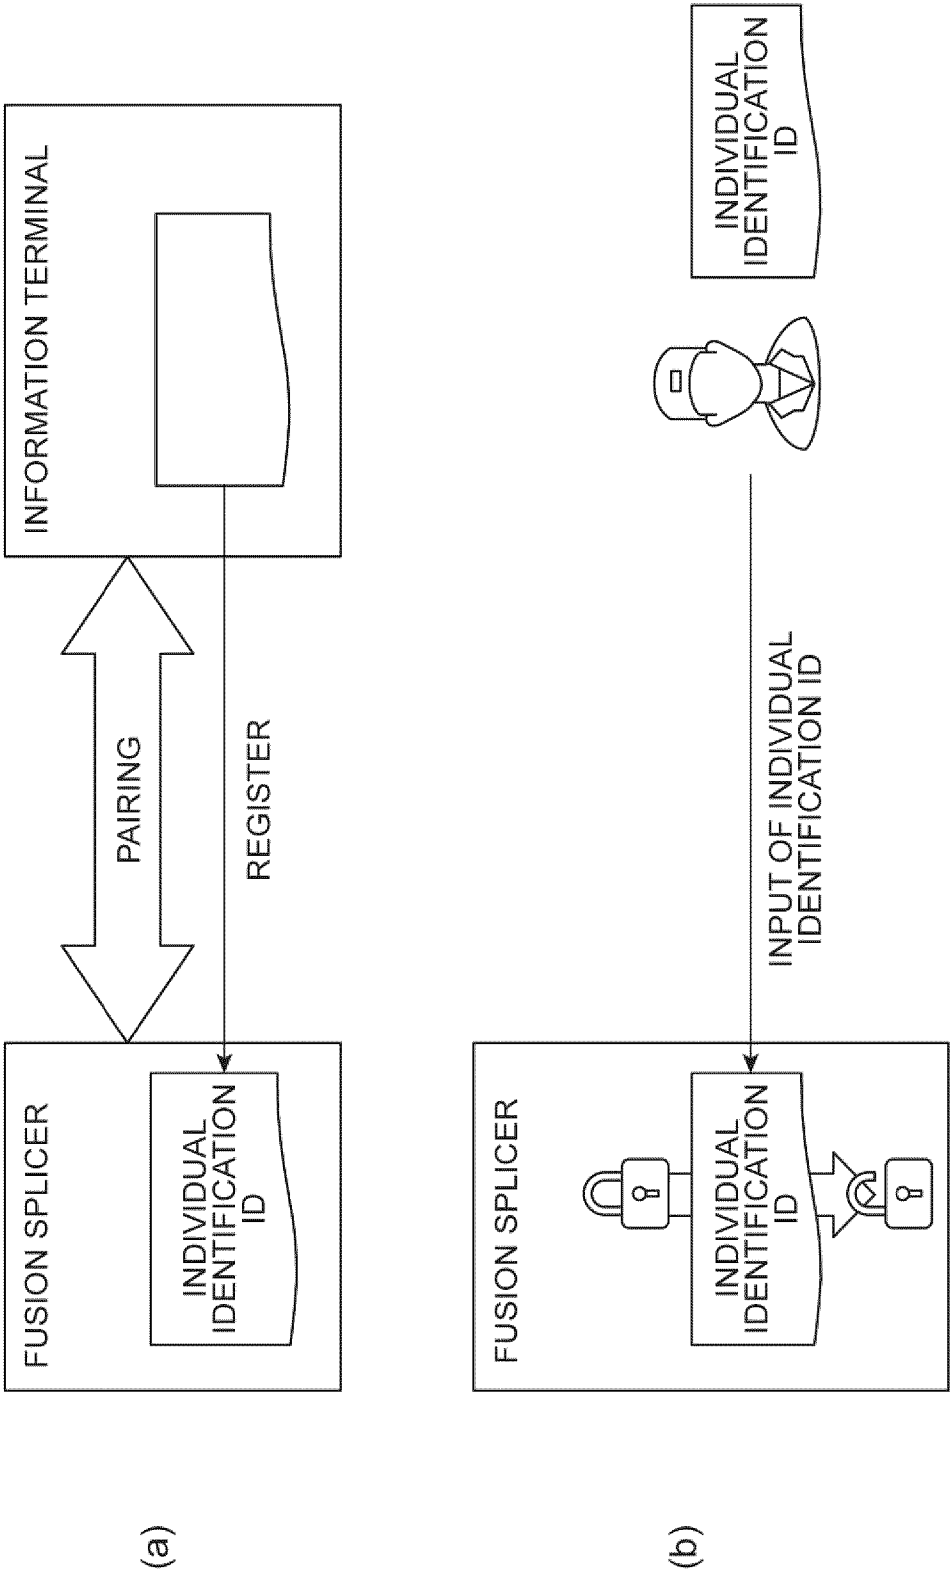 (a)
FUSION SPLICER
INDIVIDUAL
IDENTIFICATION
ID
PAIRING
REGISTER
INFORMATION TERMINAL
(b)
FUSION SPLICER
INDIVIDUAL
IDENTIFICATION
ID
INPUT OF INDIVIDUAL
IDENTIFICATION ID
INDIVIDUAL
IDENTIFICATION
ID